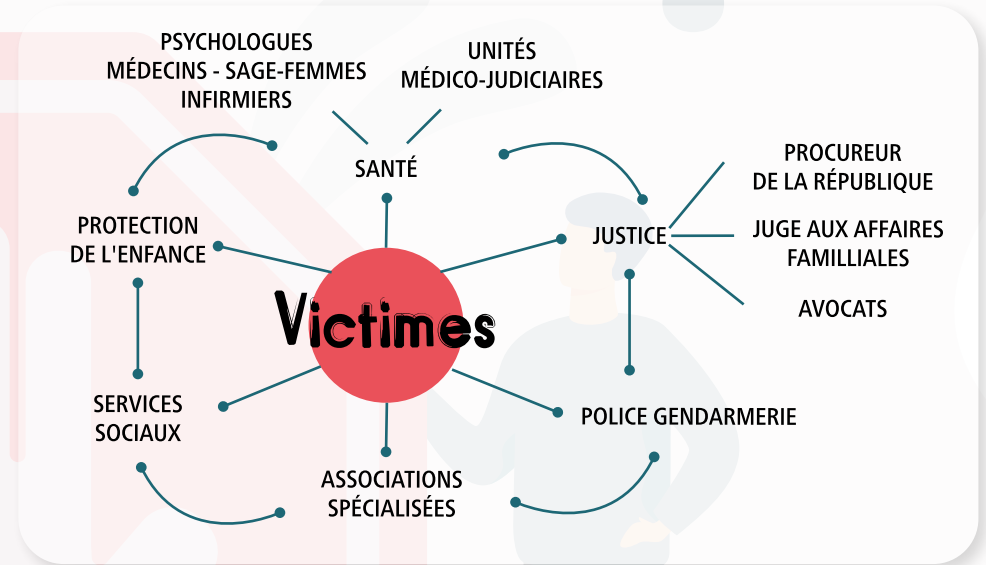 PSYCHOLOGUES
MÉDECINS - SAGE-FEMMES
INFIRMIERS
UNITÉS
MÉDICO-JUDICIAIRES
SANTÉ
PROCUREUR
DE LA RÉPUBLIQUE
PROTECTION
DE L'ENFANCE
JUSTICE
JUGE AUX AFFAIRES
FAMILLIALES
AVOCATS
Victimes
SERVICES
SOCIAUX
POLICE GENDARMERIE
ASSOCIATIONS
SPÉCIALISÉES